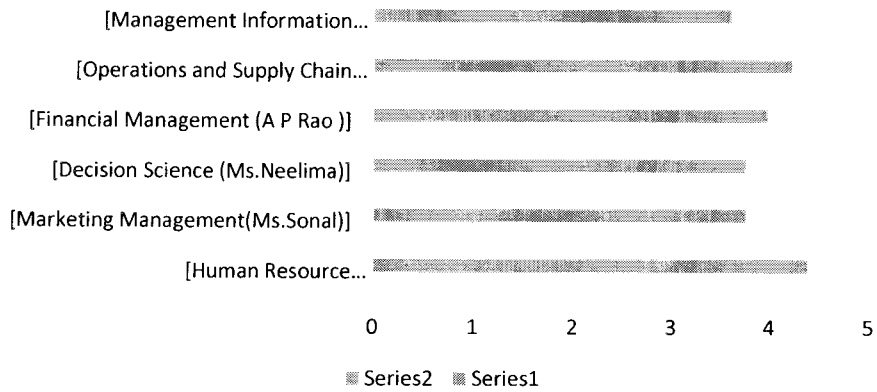 [Management Information...
[Operations and Supply Chain...
[Financial Management (A P Rao )]
[Decision Science (Ms.Neelima)]
[Marketing Management(Ms.Sonal)]
[Human Resource...
0 1 2 3 4 5
Series2 Series1